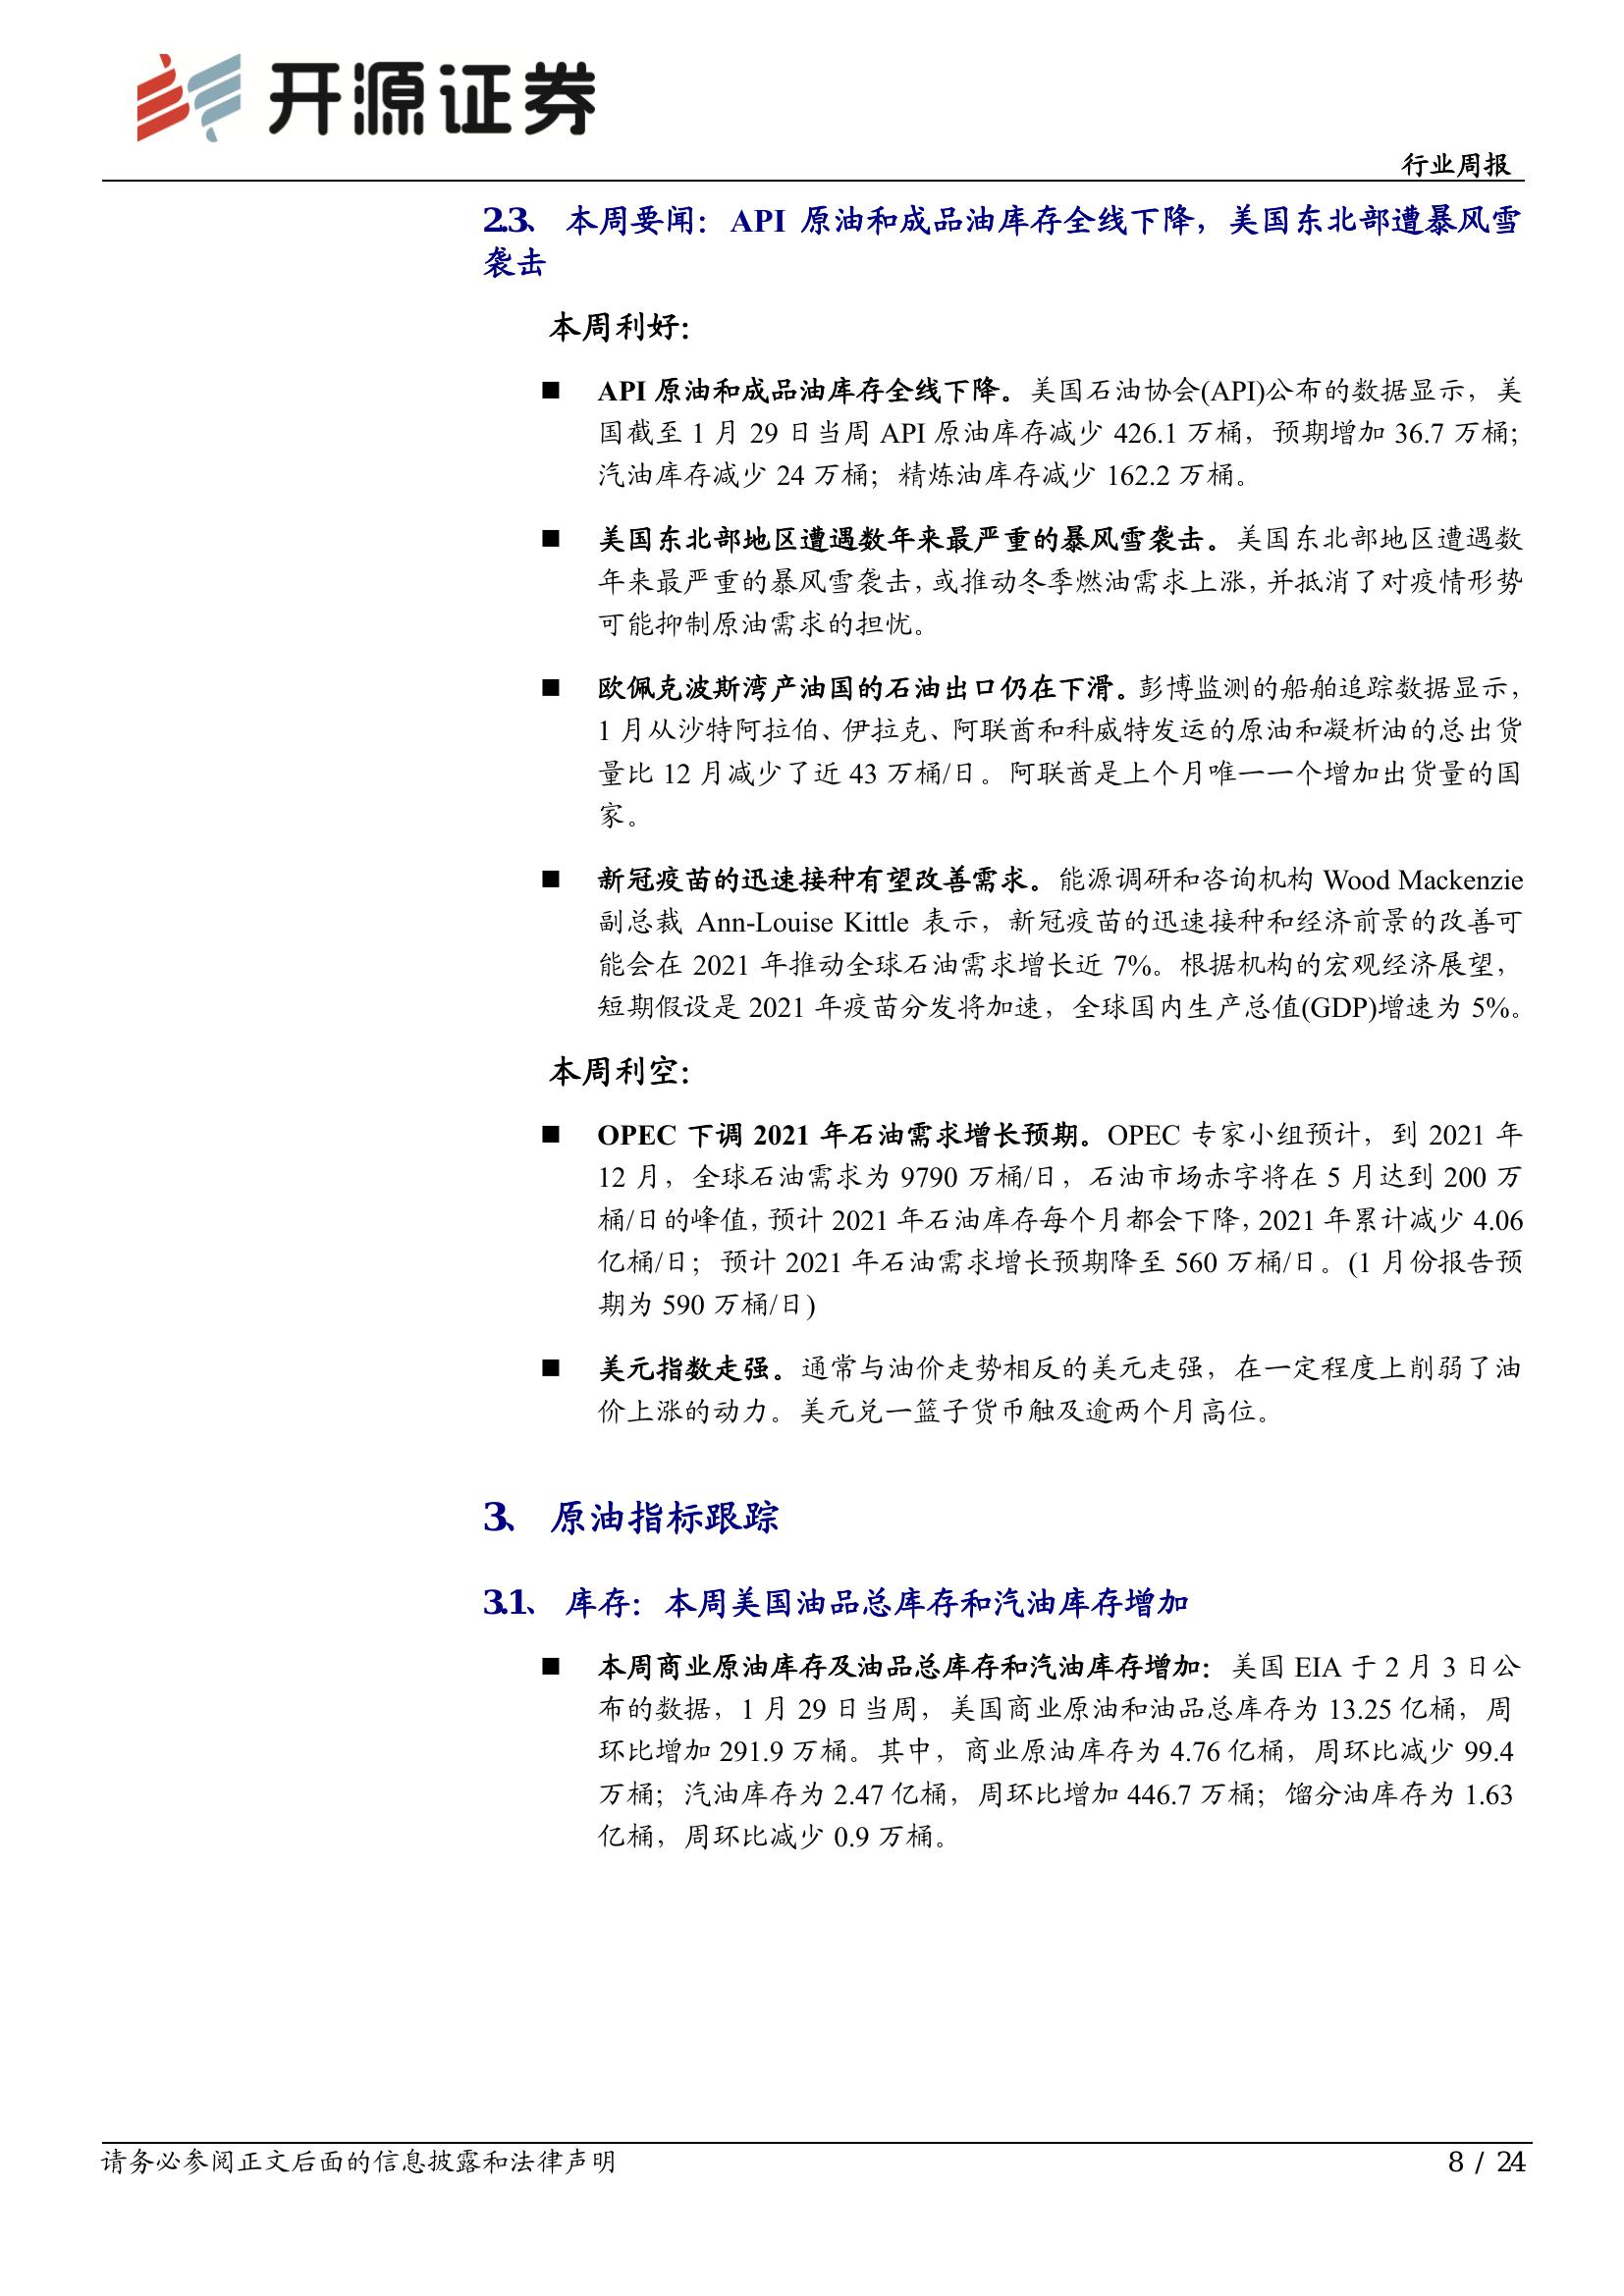 开源证券
行业周报
2.3、 本周要闻：API 原油和成品油库存全线下降，美国东北部遭暴风雪
袭击
本周利好：
■ API 原油和成品油库存全线下降。美国石油协会(API)公布的数据显示，美
国截至 1 月 29 日当周 API 原油库存减少 426.1 万桶，预期增加 36.7 万桶；
汽油库存减少 24 万桶；精炼油库存减少 162.2 万桶。
■ 美国东北部地区遭遇数年来最严重的暴风雪袭击。美国东北部地区遭遇数
年来最严重的暴风雪袭击，或推动冬季燃油需求上涨，并抵消了对疫情形势
可能抑制原油需求的担忧。
■ 欧佩克波斯湾产油国的石油出口仍在下滑。彭博监测的船舶追踪数据显示，
1 月从沙特阿拉伯、伊拉克、阿联酋和科威特发运的原油和凝析油的总出货
量比 12 月减少了近 43 万桶/日。阿联酋是上个月唯一一个增加出货量的国
家。
■ 新冠疫苗的迅速接种有望改善需求。能源调研和咨询机构 Wood Mackenzie
副总裁 Ann-Louise Kittle 表示，新冠疫苗的迅速接种和经济前景的改善可
能会在 2021 年推动全球石油需求增长近 7%。根据机构的宏观经济展望，
短期假设是 2021 年疫苗分发将加速，全球国内生产总值(GDP)增速为 5%。
本周利空：
■ OPEC 下调 2021 年石油需求增长预期。OPEC 专家小组预计，到 2021 年
12 月，全球石油需求为 9790 万桶/日，石油市场赤字将在 5 月达到 200 万
桶/日的峰值，预计 2021 年石油库存每个月都会下降，2021 年累计减少 4.06
亿桶/日；预计 2021 年石油需求增长预期降至 560 万桶/日。(1 月份报告预
期为 590 万桶/日)
■ 美元指数走强。通常与油价走势相反的美元走强，在一定程度上削弱了油
价上涨的动力。美元兑一篮子货币触及逾两个月高位。
3、 原油指标跟踪
3.1、 库存：本周美国油品总库存和汽油库存增加
■ 本周商业原油库存及油品总库存和汽油库存增加：美国 EIA 于 2 月 3 日公
布的数据，1 月 29 日当周，美国商业原油和油品总库存为 13.25 亿桶，周
环比增加 291.9 万桶。其中，商业原油库存为 4.76 亿桶，周环比减少 99.4
万桶；汽油库存为 2.47 亿桶，周环比增加 446.7 万桶；馏分油库存为 1.63
亿桶，周环比减少 0.9 万桶。
请务必参阅正文后面的信息披露和法律声明
8 / 24